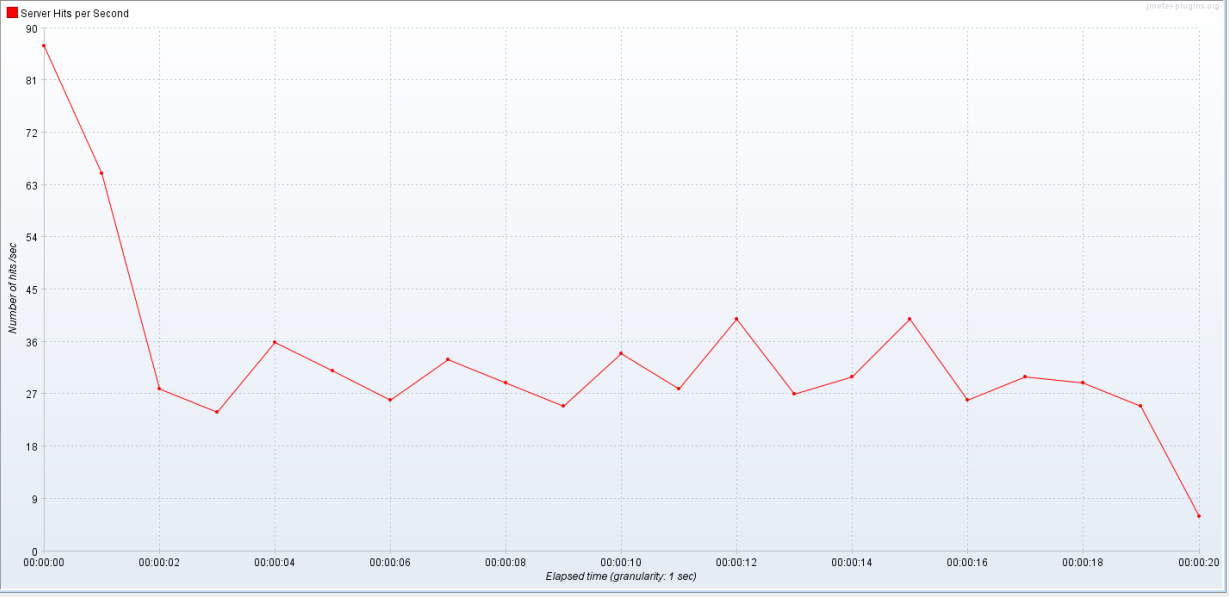 jmeter-plugins.org
Server Hits per Second
90
81
72
63
54
45
36
27
18
9
0
Number of hits /sec
00:00:00 00:00:02 00:00:04 00:00:06 00:00:08 00:00:10 00:00:12 00:00:14 00:00:16 00:00:18 00:00:20
Elapsed time (granularity: 1 sec)